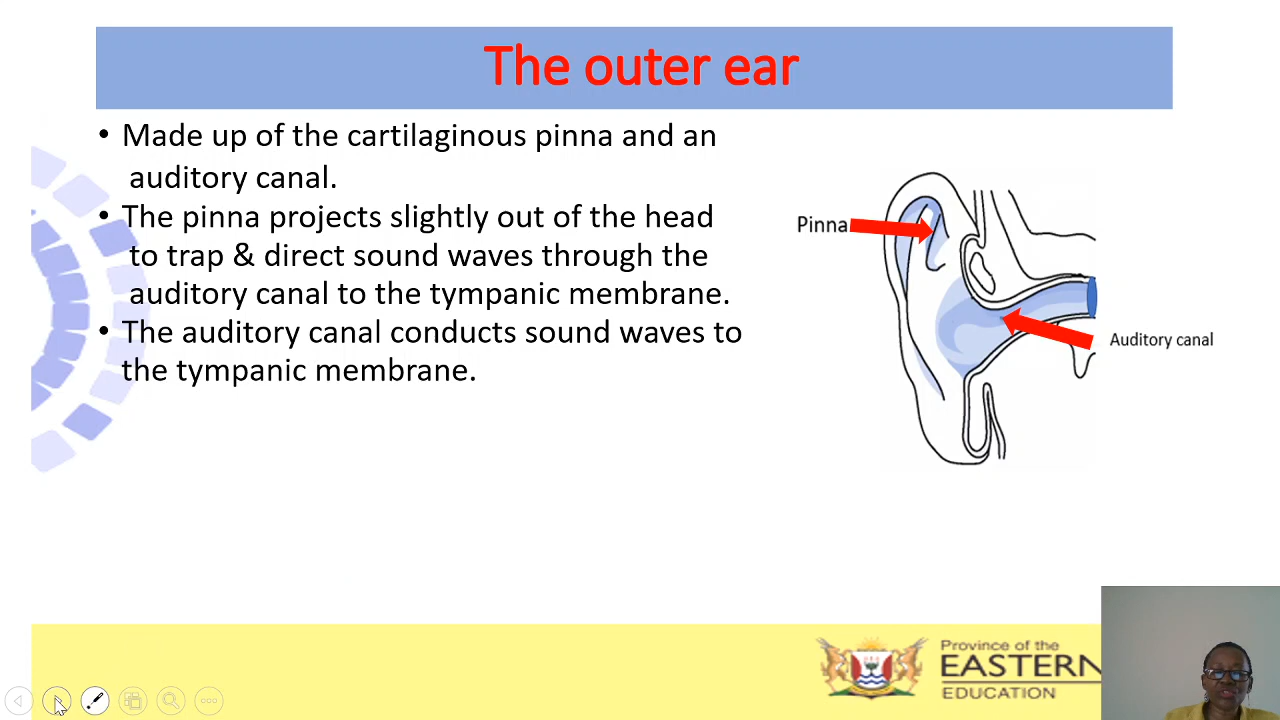 The outer ear
• Made up of the cartilaginous pinna and an
auditory canal.
• The pinna projects slightly out of the head
to trap & direct sound waves through the
auditory canal to the tympanic membrane.
• The auditory canal conducts sound waves to
the tympanic membrane.
Pinna
Auditory canal
Province of the
EASTERN
EDUCATION